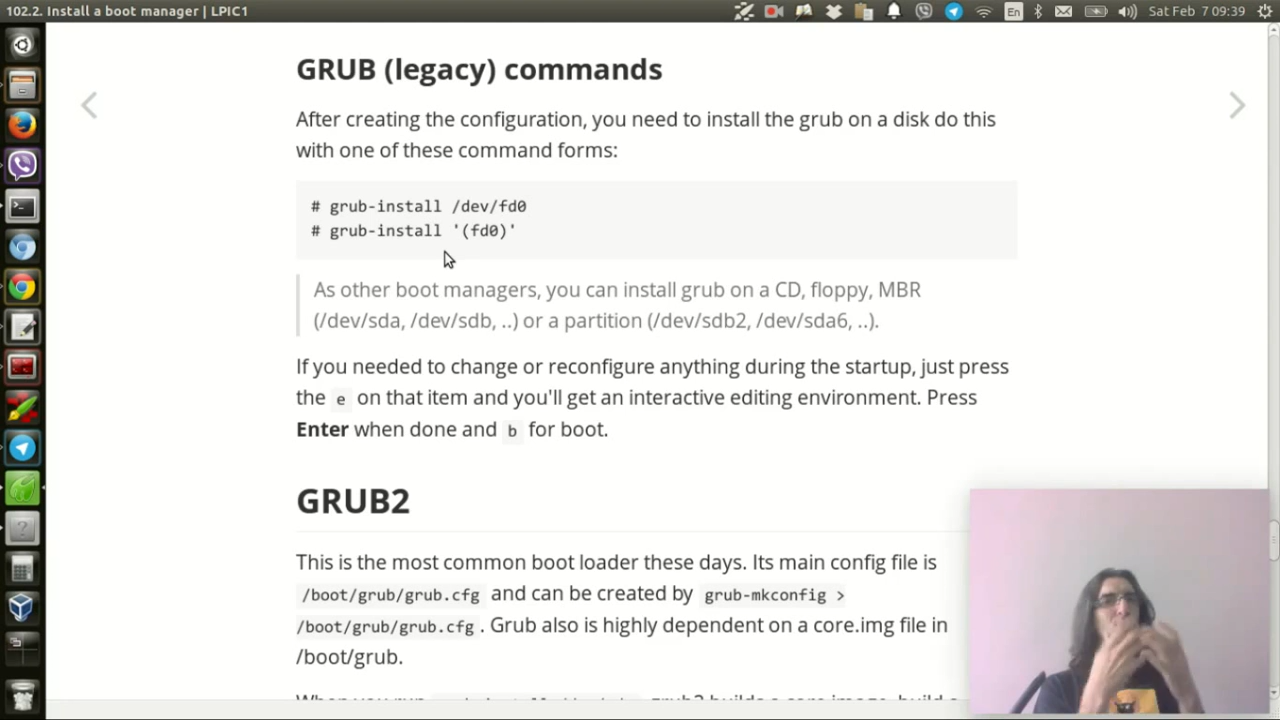 102.2. Install a boot manager | LPIC1
En
Sat Feb 7 09:39
GRUB (legacy) commands
After creating the configuration, you need to install the grub on a disk do this
with one of these command forms:
# grub-install /dev/fd0
# grub-install '(fd0)'
As other boot managers, you can install grub on a CD, floppy, MBR
(/dev/sda, /dev/sdb, ..) or a partition (/dev/sdb2, /dev/sda6, ..).
If you needed to change or reconfigure anything during the startup, just press
the e on that item and you'll get an interactive editing environment. Press
Enter when done and b for boot.
GRUB2
This is the most common boot loader these days. Its main config file is
/boot/grub/grub.cfg and can be created by grub-mkconfig >
/boot/grub/grub.cfg . Grub also is highly dependent on a core.img file in
/boot/grub.